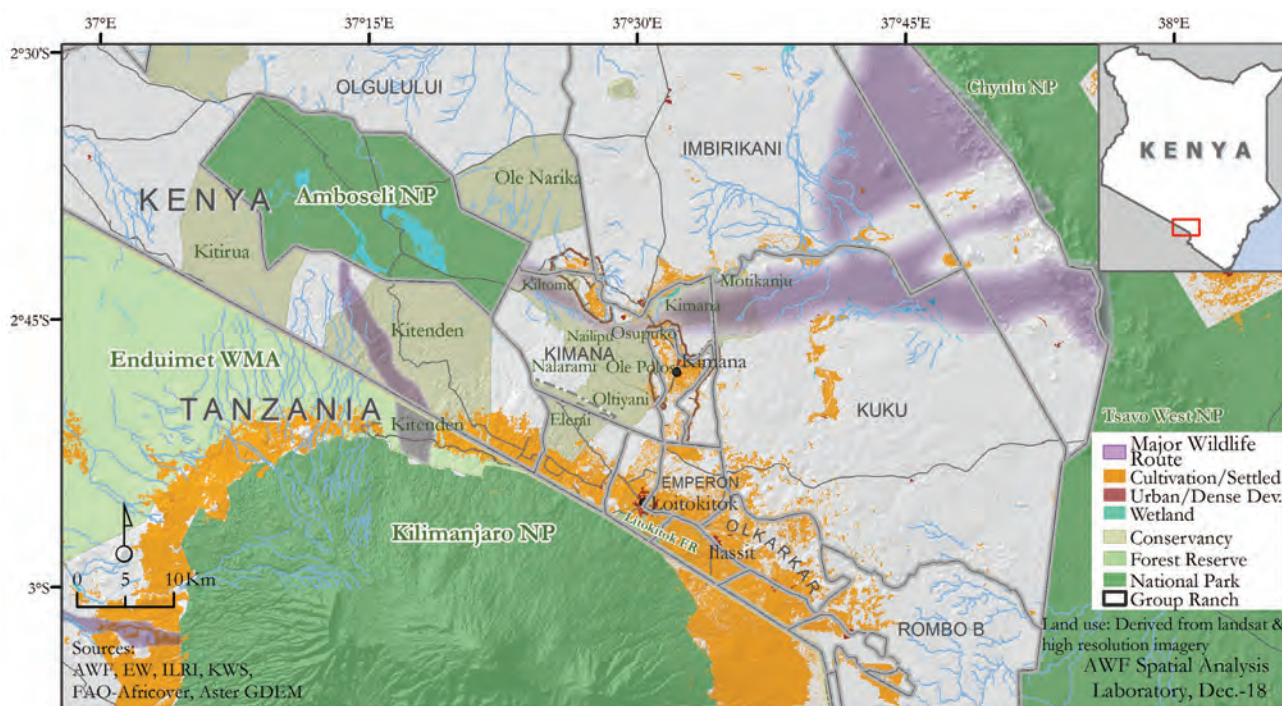 37°E
37°15'E
37°30'E
37°45'E
38°E
2°30'S
2°45'S
3°S
OLGULULUI
IMBIRIKANI
Chyulu NP
KENYA
Ole Narika
KENYA
Amboseli NP
Kitirua
Kiltome
Motikanju
Kimana
Kitenden
Nailipu
Osupuko
KIMANA
Kimana
Enduimet WMA
Nalarami
Ole Polos
TANZANIA
Oltiyani
KUKU
Kitenden
Elerai
Tsavo West NP
EMPERON
Loitokitok
Kilimanjaro NP
Litokitok FR
OLKARKAR
Ilassit
ROMBO B
Major Wildlife
Route
Cultivation/Settled
Urban/Dense Dev.
Wetland
Conservancy
Forest Reserve
National Park
Group Ranch
0 5 10 Km
Sources:
AWF, EW, ILRI, KWS,
FAO-Africover, Aster GDEM
Land use: Derived from landsat &
high resolution imagery
AWF Spatial Analysis
Laboratory, Dec.-18